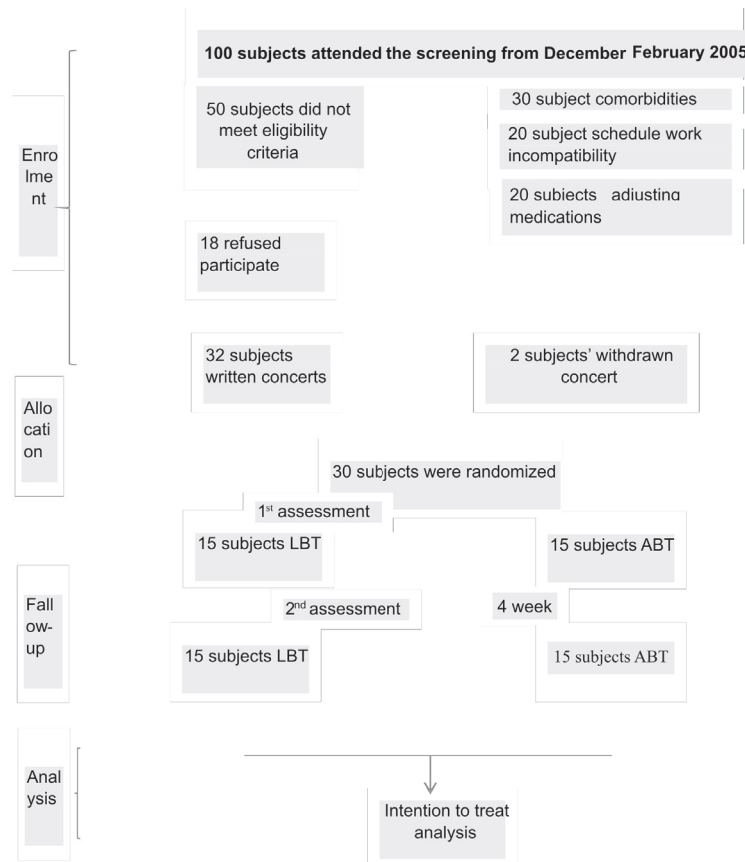 100 subjects attended the screening from December February 2005
50 subjects did not
meet eligibility
criteria
30 subject comorbidities
20 subject schedule work
incompatibility
20 subjects adjusting
medications
Enro
lme
nt
18 refused
participate
32 subjects
written concerts
2 subjects' withdrawn
concert
Allo
cati
on
30 subjects were randomized
1st assessment
15 subjects LBT
15 subjects ABT
2nd assessment
4 week
Fall
ow-
up
15 subjects LBT
15 subjects ABT
Anal
ysis
Intention to treat
analysis